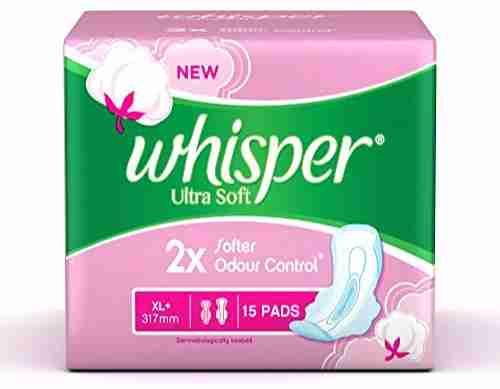 NEW
whisper®
Ultra Soft
2X Softer
Odour Control
XL+
317mm
15 PADS
Dermatologically tested